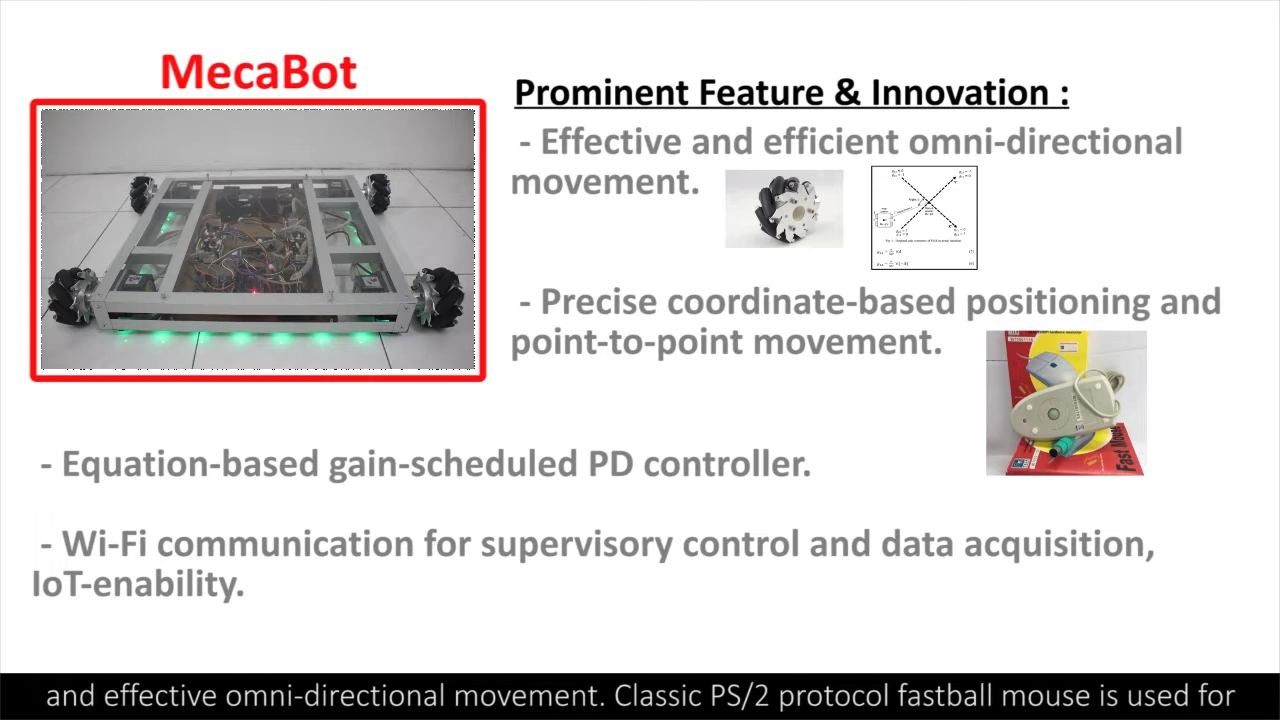 MecaBot
Prominent Feature & Innovation :
- Effective and efficient omni-directional
movement.
- Precise coordinate-based positioning and
point-to-point movement.
Fast Mouse
- Equation-based gain-scheduled PD controller.
- Wi-Fi communication for supervisory control and data acquisition,
IoT-enability.
and effective omni-directional movement. Classic PS/2 protocol fastball mouse is used for